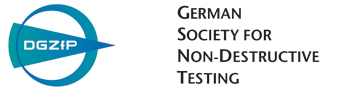 DGZfP
GERMAN
SOCIETY FOR
NON-DESTRUCTIVE
TESTING